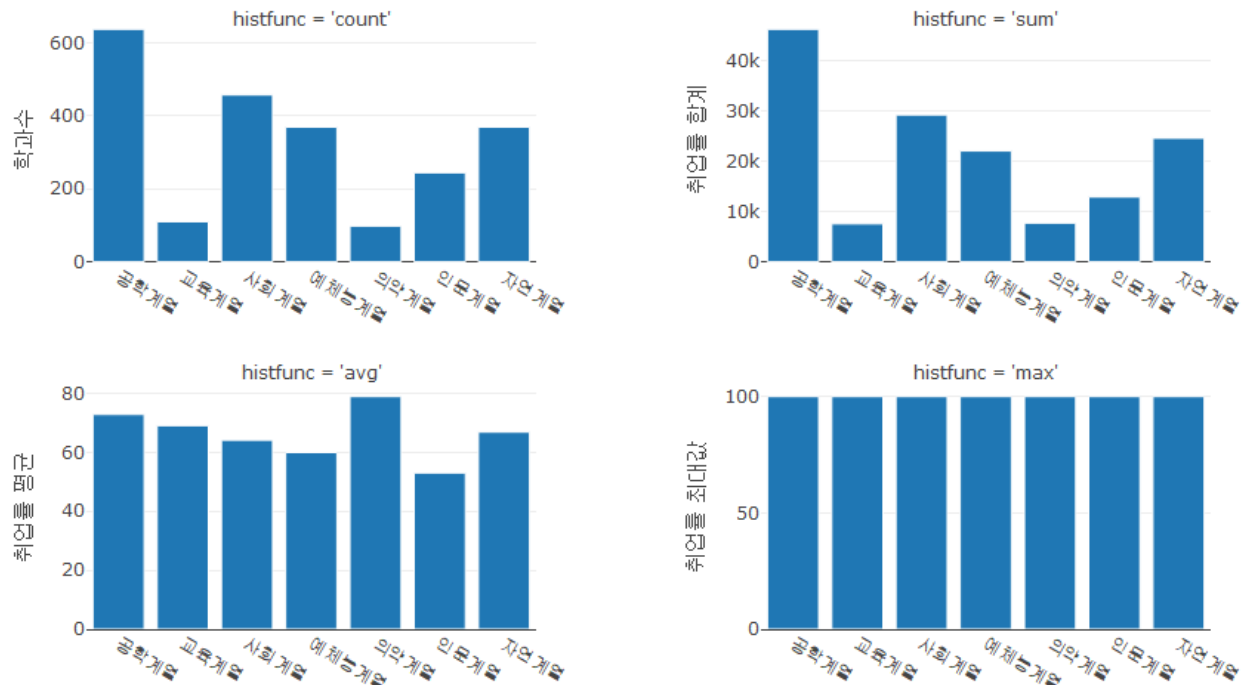 histfunc = 'count'
600
400
200
0
학과수
공학계열
교육계열
사회계열
예체능계열
의약계열
인문계열
자연계열
histfunc = 'sum'
40k
30k
20k
10k
0
취업률 합계
공학계열
교육계열
사회계열
예체능계열
의약계열
인문계열
자연계열
histfunc = 'avg'
80
60
40
20
0
취업률 평균
공학계열
교육계열
사회계열
예체능계열
의약계열
인문계열
자연계열
histfunc = 'max'
100
50
0
취업률 최대값
공학계열
교육계열
사회계열
예체능계열
의약계열
인문계열
자연계열